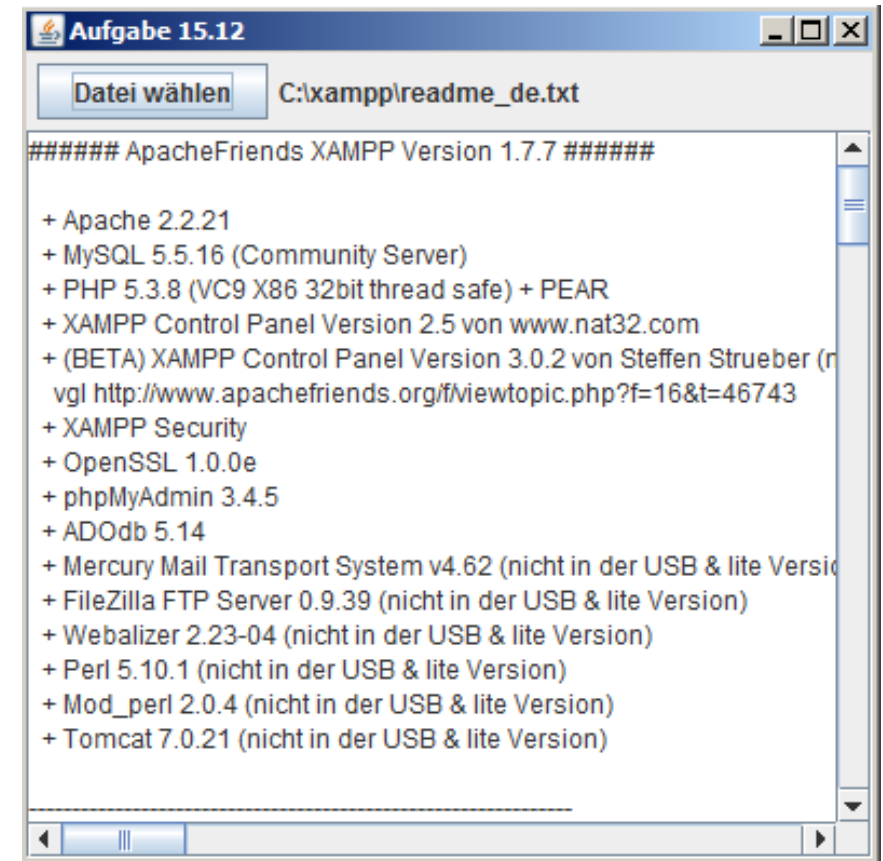 Aufgabe 15.12
Datei wählen C:\xampp\readme_de.txt
###### ApacheFriends XAMPP Version 1.7.7 ######
+ Apache 2.2.21
+ MySQL 5.5.16 (Community Server)
+ PHP 5.3.8 (VC9 X86 32bit thread safe) + PEAR
+ XAMPP Control Panel Version 2.5 von www.nat32.com
+ (BETA) XAMPP Control Panel Version 3.0.2 von Steffen Strueber (n
vgl http://www.apachefriends.org/f/viewtopic.php?f=16&t=46743
+ XAMPP Security
+ OpenSSL 1.0.0e
+ phpMyAdmin 3.4.5
+ ADOdb 5.14
+ Mercury Mail Transport System v4.62 (nicht in der USB & lite Versio
+ FileZilla FTP Server 0.9.39 (nicht in der USB & lite Version)
+ Webalizer 2.23-04 (nicht in der USB & lite Version)
+ Perl 5.10.1 (nicht in der USB & lite Version)
+ Mod_perl 2.0.4 (nicht in der USB & lite Version)
+ Tomcat 7.0.21 (nicht in der USB & lite Version)
---------------------------------------------------------------